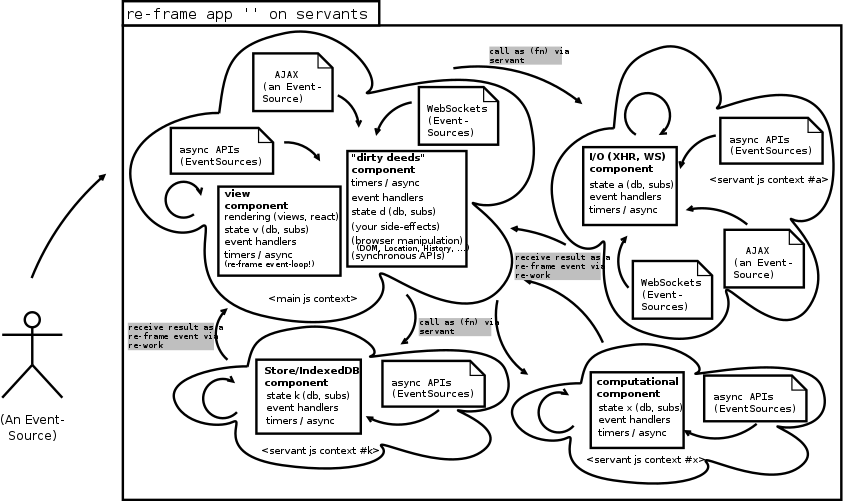 re-frame app '' on servants
call as (fn) via
servant
AJAX
(an Event-
Source)
WebSockets
(Event-
Sources)
async APIs
(EventSources)
"dirty deeds"
component
timers / async
event handlers
state d (db, subs)
(your side-effects)
(browser manipulation)
(DOM, Location, History, ...)
(synchronous APIs)
view
component
rendering (views, react)
state v (db, subs)
event handlers
timers / async
(re-frame event-loop!)
<main js context>
async APIs
(EventSources)
I/O (XHR, WS)
component
state a (db, subs)
event handlers
timers / async
<servant js context #a>
AJAX
(an Event-
Source)
WebSockets
(Event-
Sources)
receive result as a
re-frame event via
re-work
receive result as a
re-frame event via
re-work
call as (fn) via
servant
Store/IndexedDB
component
state k (db, subs)
event handlers
timers / async
async APIs
(EventSources)
<servant js context #k>
computational
component
state x (db, subs)
event handlers
timers / async
async APIs
(EventSources)
<servant js context #x>
(An Event-
Source)